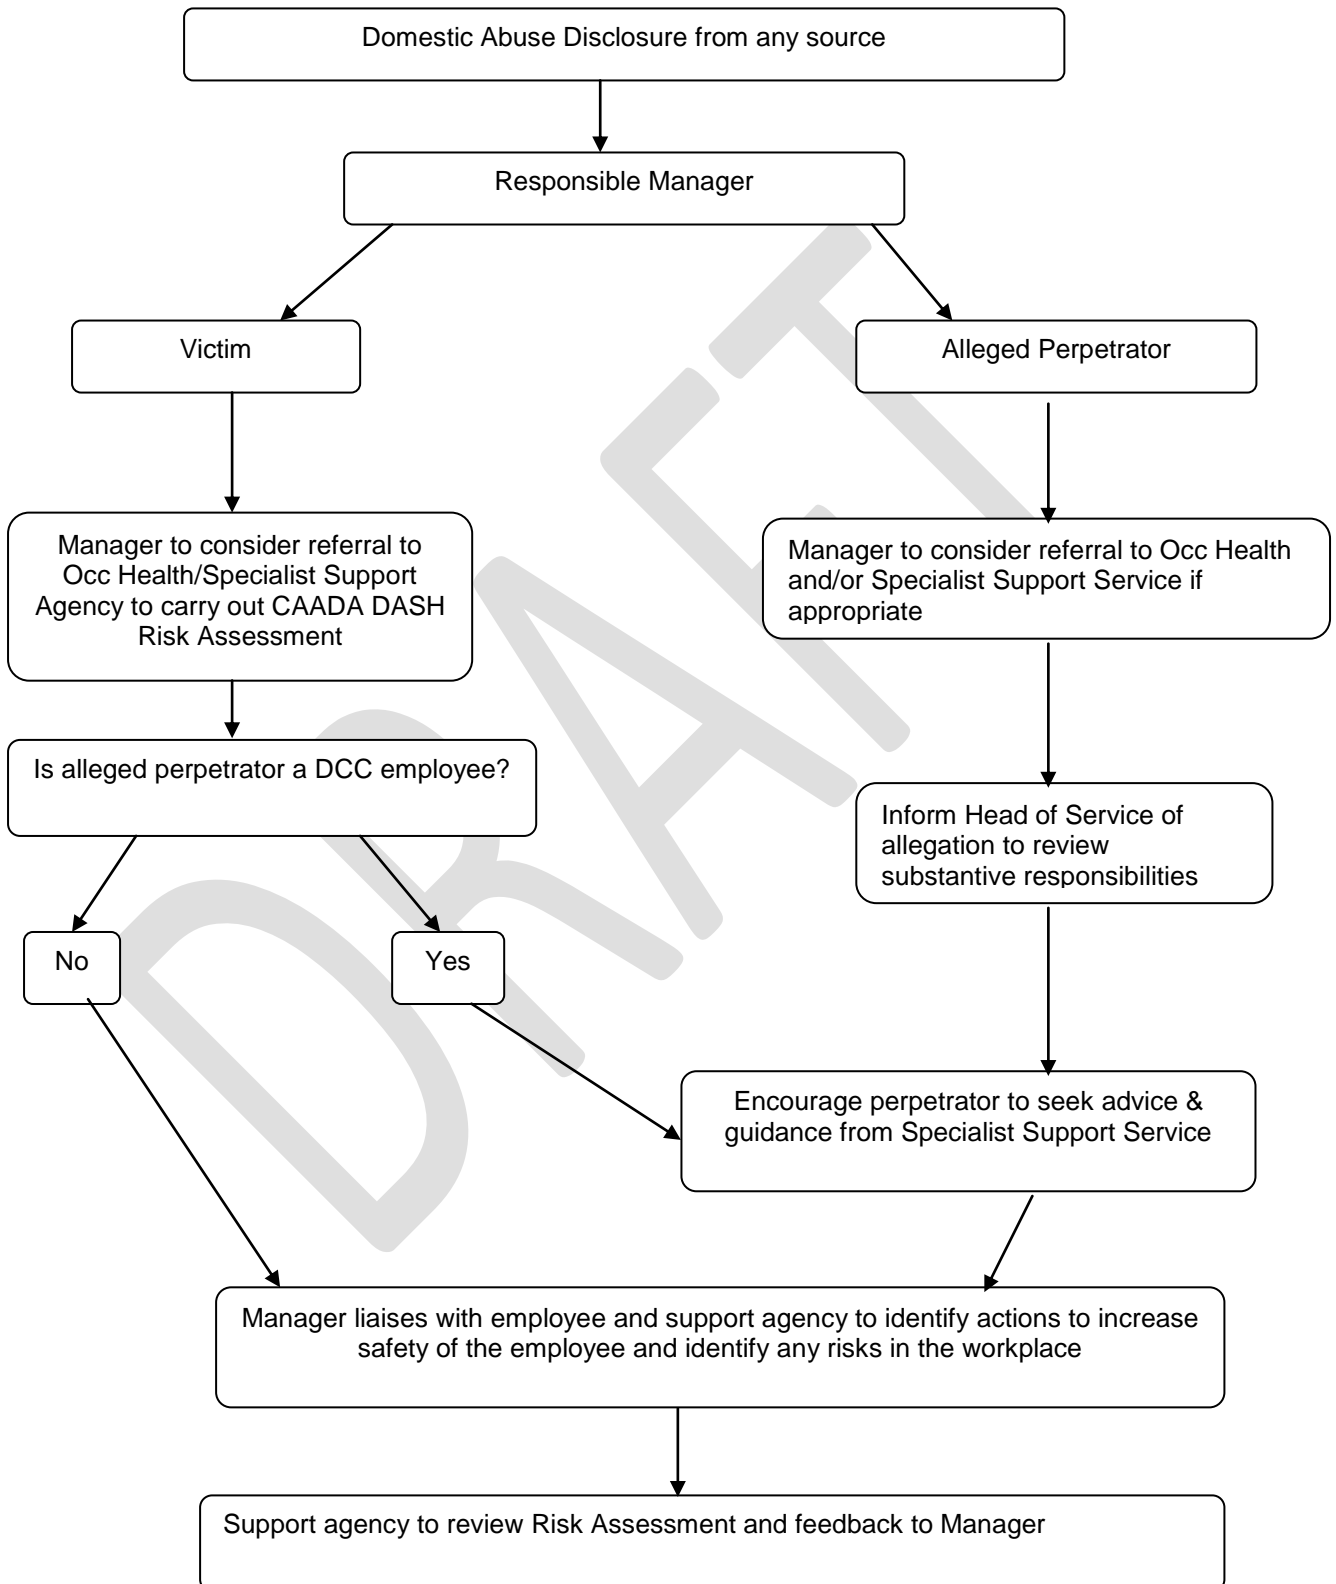 Domestic Abuse Disclosure from any source
Responsible Manager
Victim
Alleged Perpetrator
Manager to consider referral to
Occ Health/Specialist Support
Agency to carry out CAADA DASH
Risk Assessment
Manager to consider referral to Occ Health
and/or Specialist Support Service if
appropriate
Is alleged perpetrator a DCC employee?
Inform Head of Service of
allegation to review
substantive responsibilities
No
Yes
Encourage perpetrator to seek advice &
guidance from Specialist Support Service
Manager liaises with employee and support agency to identify actions to increase
safety of the employee and identify any risks in the workplace
Support agency to review Risk Assessment and feedback to Manager
DRAFT